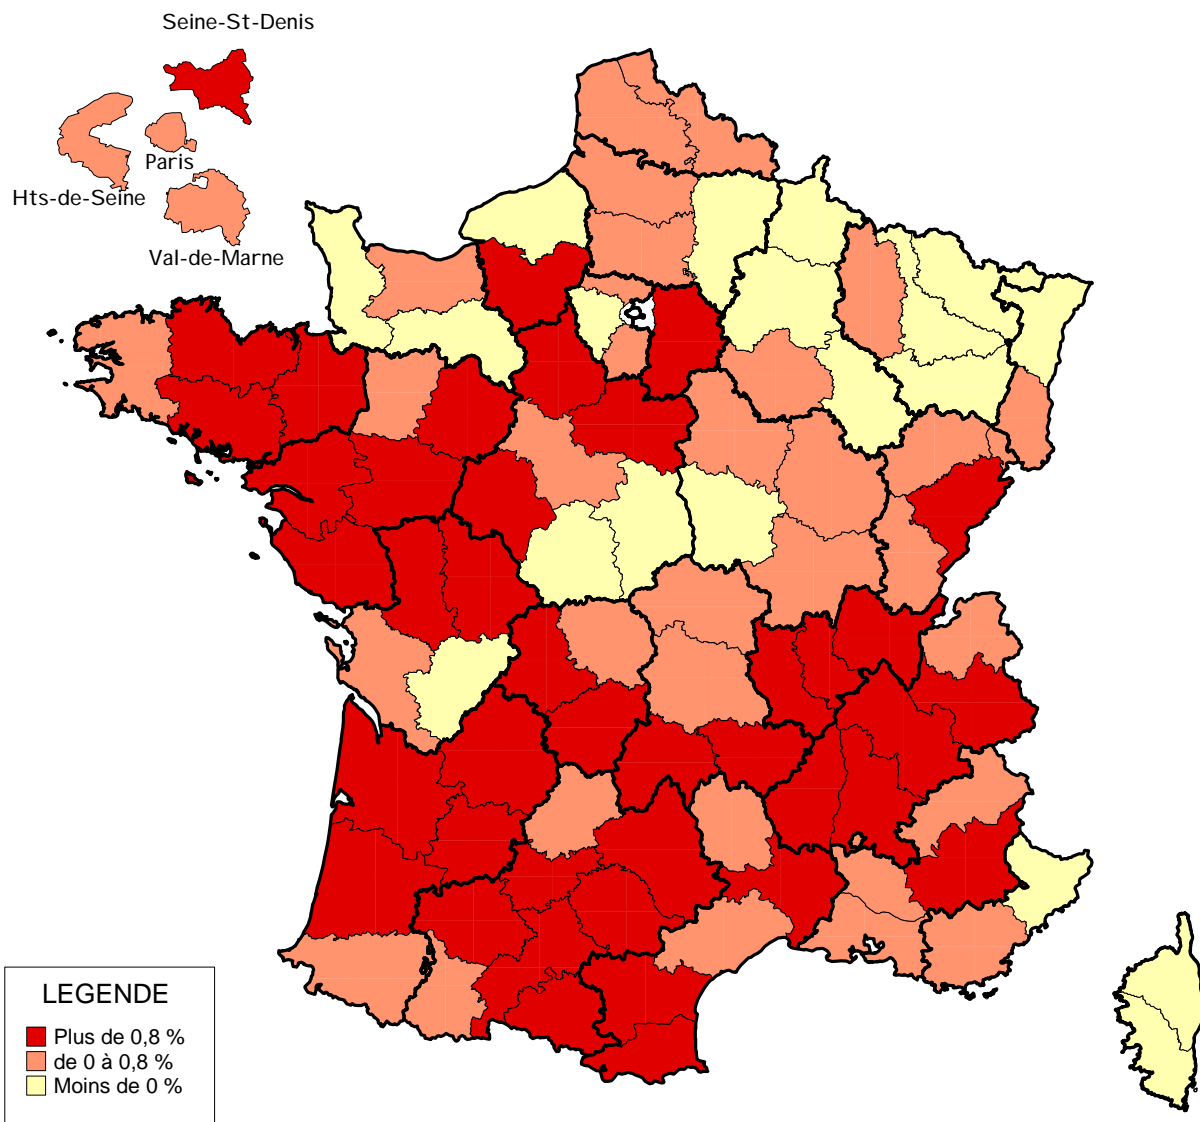 Seine-St-Denis
Paris
Hts-de-Seine
Val-de-Marne
LEGENDE
Plus de 0,8 %
de 0 à 0,8 %
Moins de 0 %